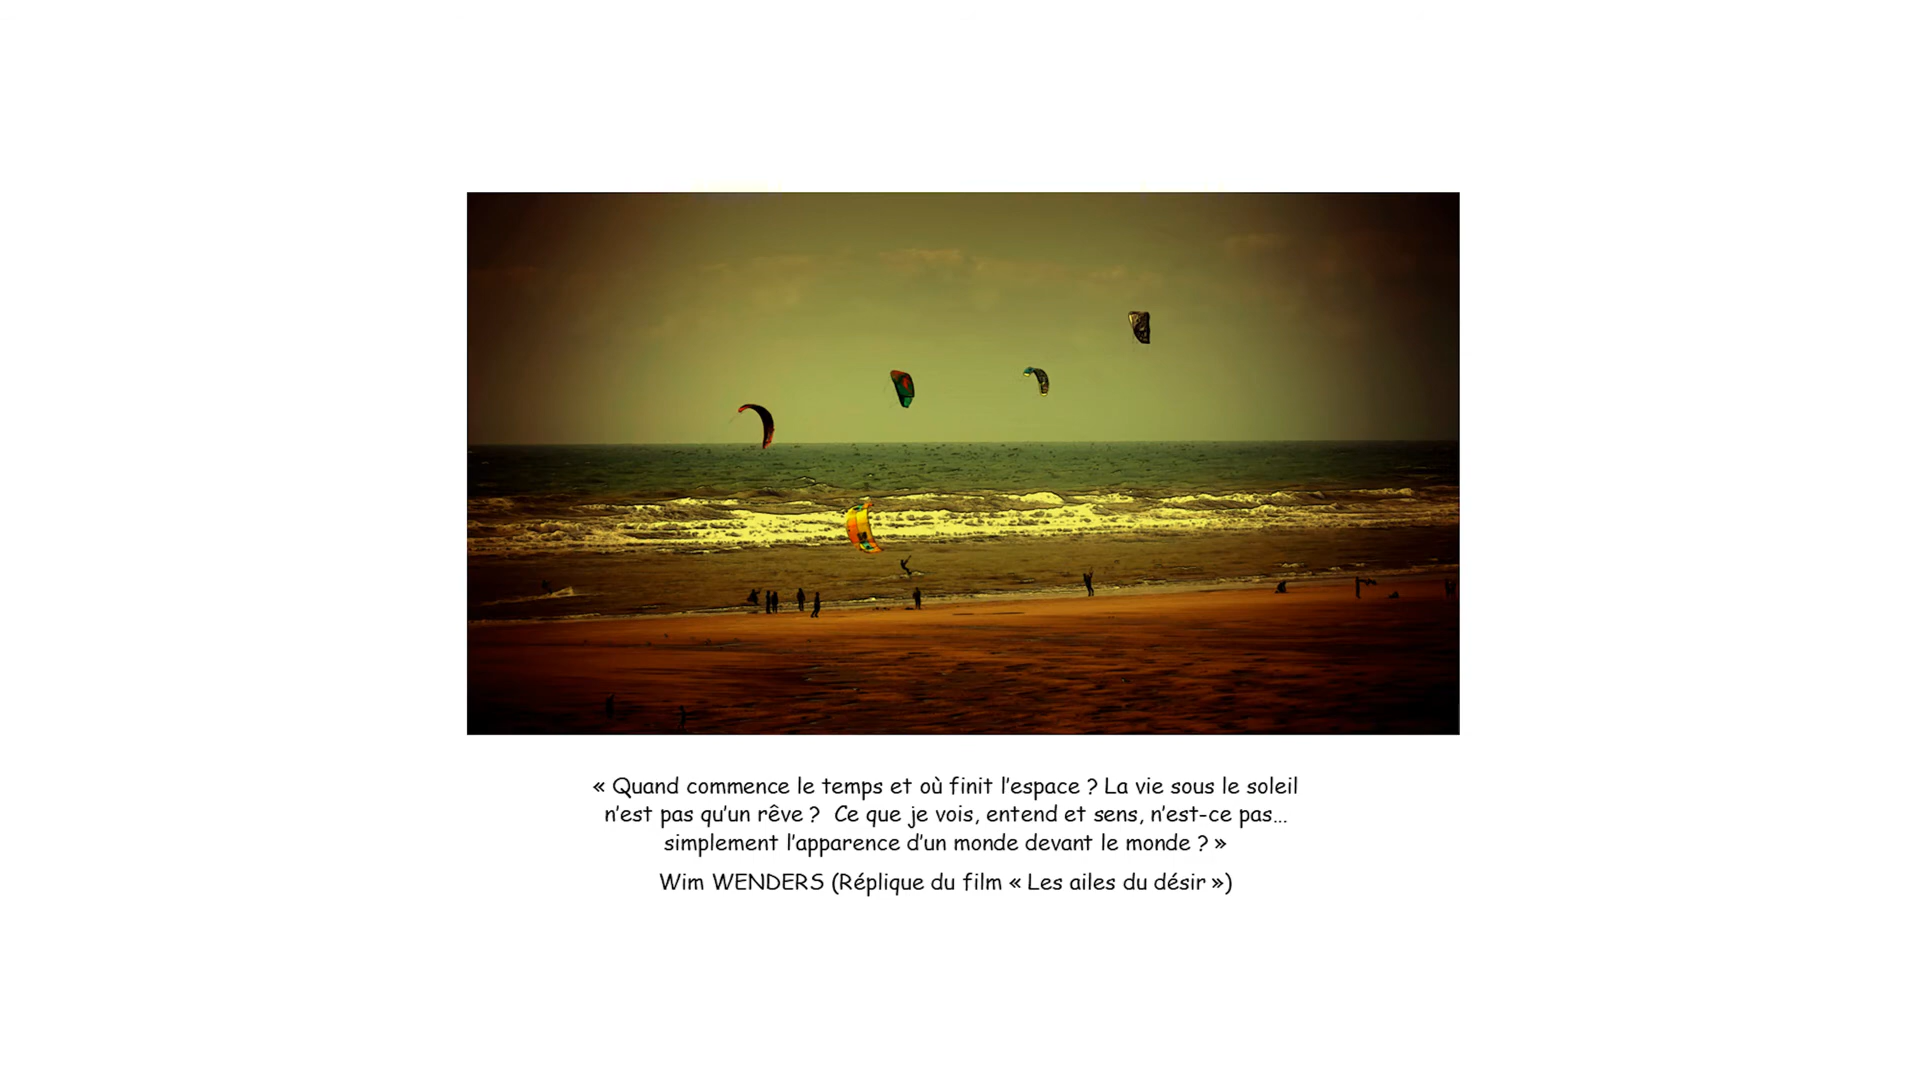 « Quand commence le temps et où finit l’espace ? La vie sous le soleil
n’est pas qu’un rêve ?  Ce que je vois, entend et sens, n’est-ce pas...
simplement l’apparence d’un monde devant le monde ? »
Wim WENDERS (Réplique du film « Les ailes du désir »)